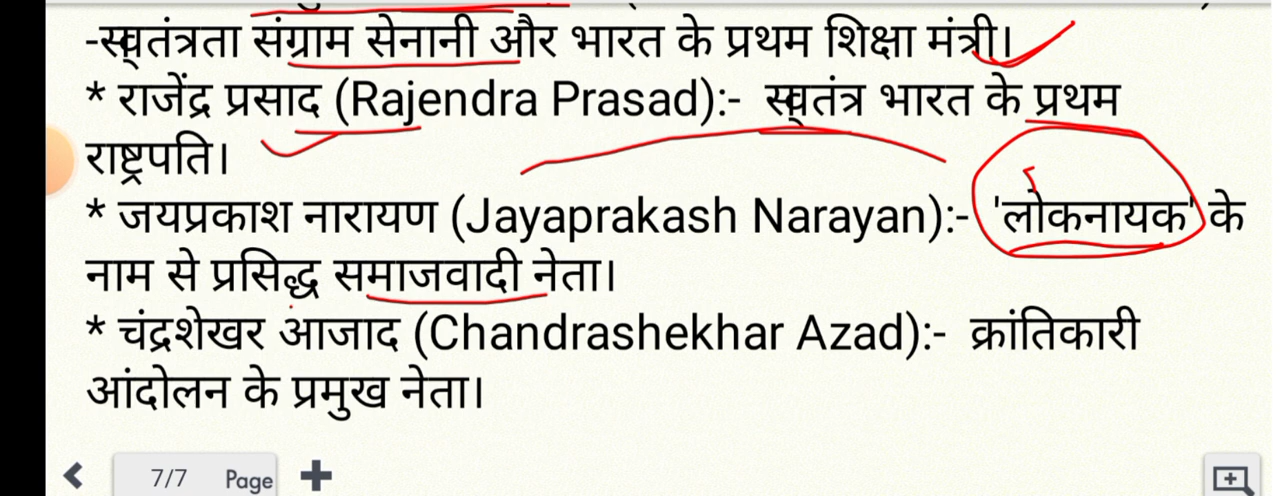 -स्वतंत्रता संग्राम सेनानी और भारत के प्रथम शिक्षा मंत्री।
* राजेंद्र प्रसाद (Rajendra Prasad):- स्वतंत्र भारत के प्रथम
राष्ट्रपति।
* जयप्रकाश नारायण (Jayaprakash Narayan):- 'लोकनायक' के
नाम से प्रसिद्ध समाजवादी नेता।
* चंद्रशेखर आजाद (Chandrashekhar Azad):- क्रांतिकारी
आंदोलन के प्रमुख नेता।
7/7 Page